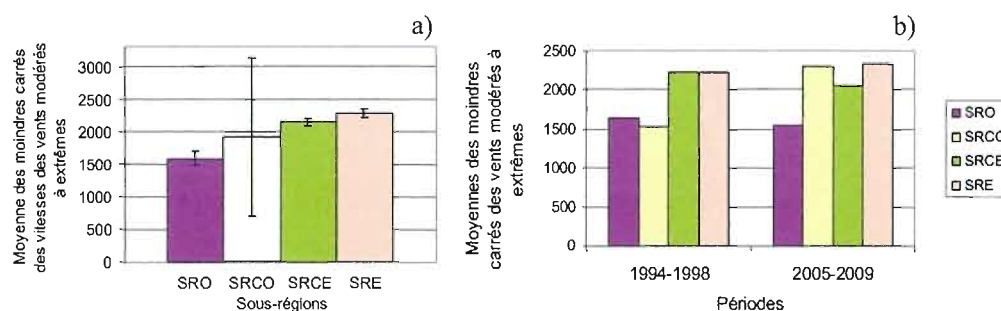 a)
Moyenne des moindres carrés
des vitesses des vents modérés
à extrêmes
3000
2500
2000
1500
1000
500
0
SRO SRCO SRCE SRE
Sous-régions
b)
Moyennes des moindres
carrés des vents modérés à
extrêmes
2500
2000
1500
1000
500
0
1994-1998 2005-2009
Périodes
SRO
SRCO
SRCE
SRE